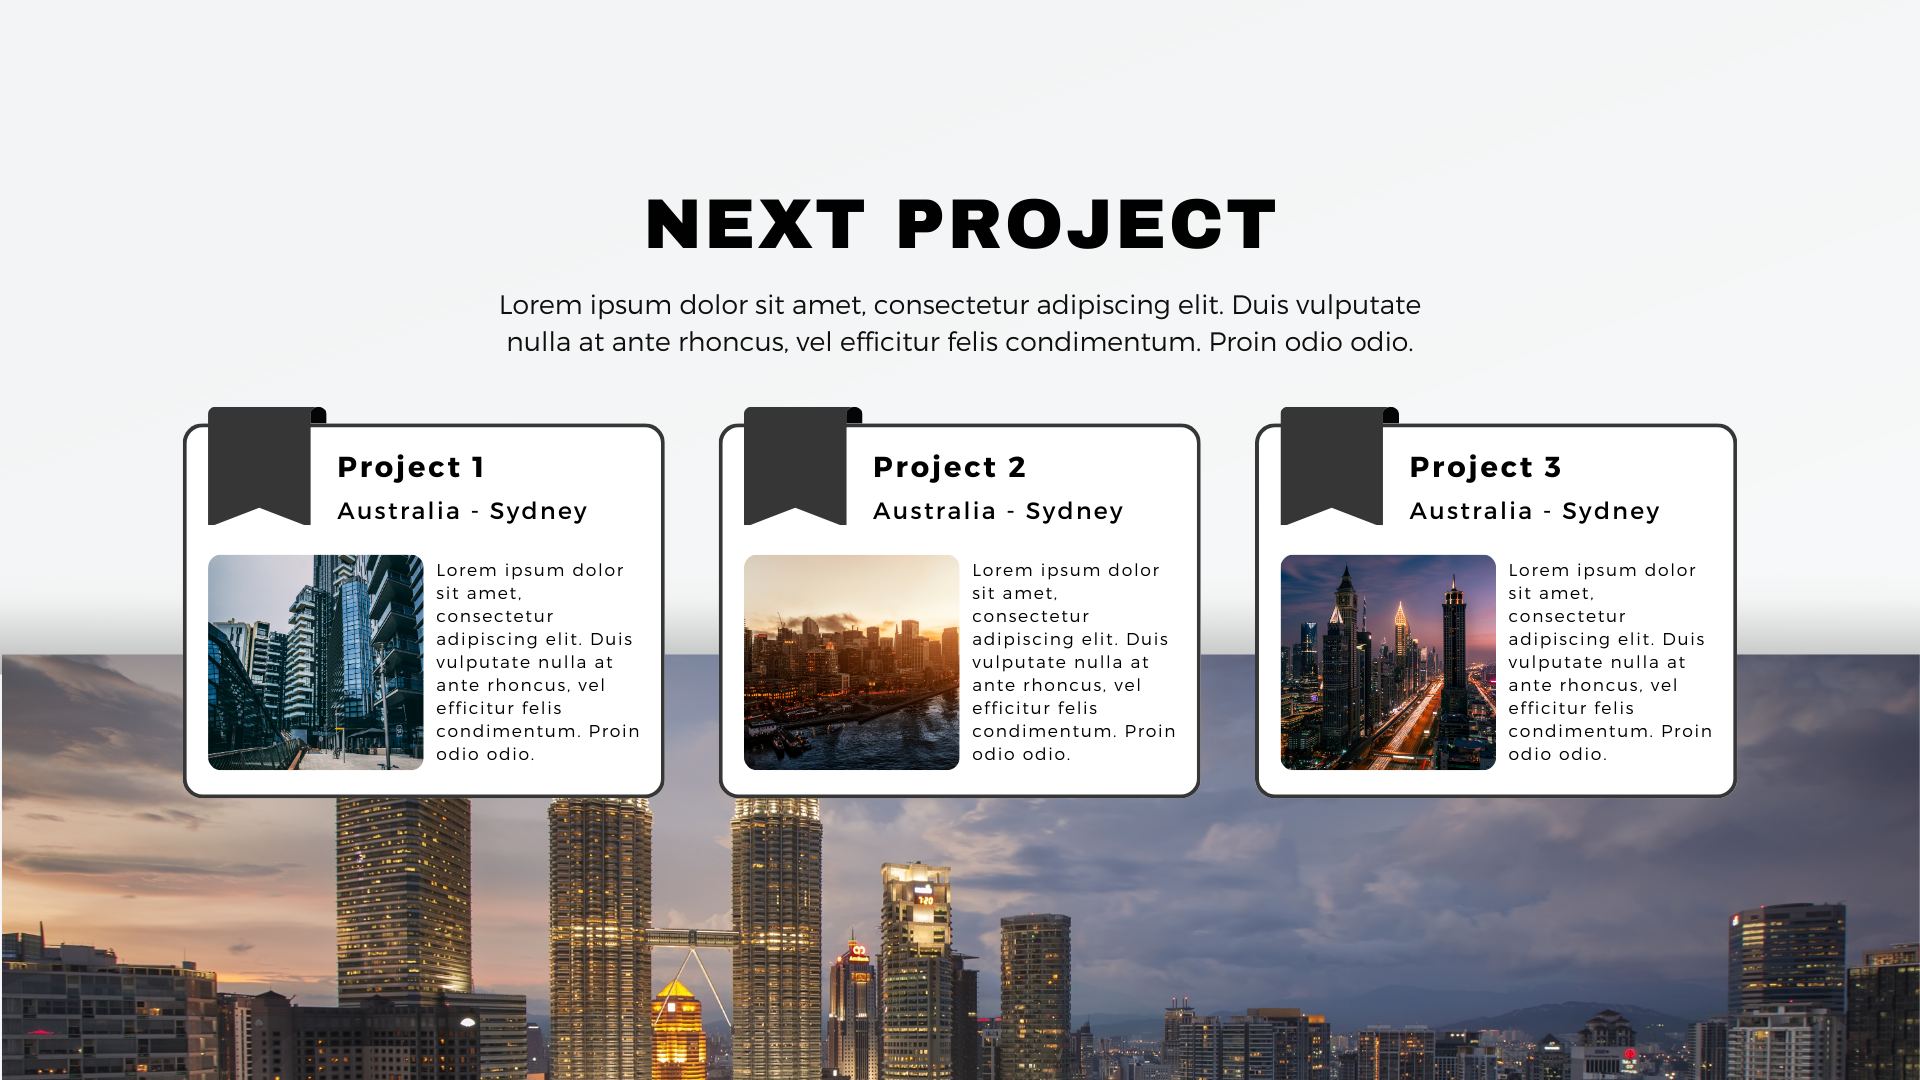 NEXT PROJECT
Lorem ipsum dolor sit amet, consectetur adipiscing elit. Duis vulputate
nulla at ante rhoncus, vel efficitur felis condimentum. Proin odio odio.
Project 1
Australia - Sydney
Lorem ipsum dolor
sit amet,
consectetur
adipiscing elit. Duis
vulputate nulla at
ante rhoncus, vel
efficitur felis
condimentum. Proin
odio odio.
Project 2
Australia - Sydney
Lorem ipsum dolor
sit amet,
consectetur
adipiscing elit. Duis
vulputate nulla at
ante rhoncus, vel
efficitur felis
condimentum. Proin
odio odio.
Project 3
Australia - Sydney
Lorem ipsum dolor
sit amet,
consectetur
adipiscing elit. Duis
vulputate nulla at
ante rhoncus, vel
efficitur felis
condimentum. Proin
odio odio.
7:20